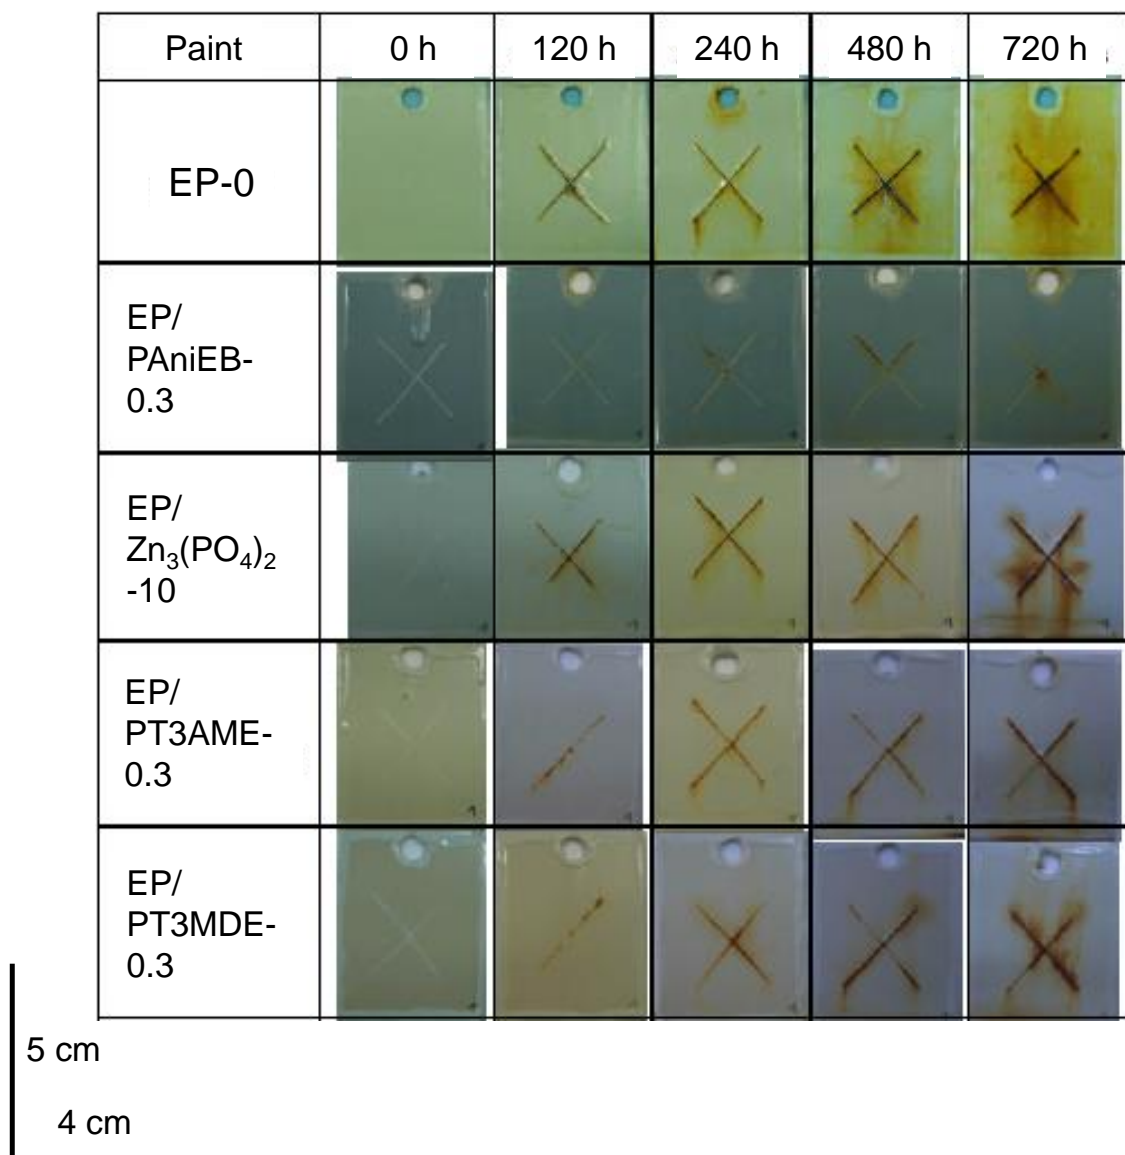 Paint 0 h 120 h 240 h 480 h 720 h
EP-0
EP/
PAniEB-
0.3
EP/
Zn₃(PO₄)₂
-10
EP/
PT3AME-
0.3
EP/
PT3MDE-
0.3
5 cm
4 cm